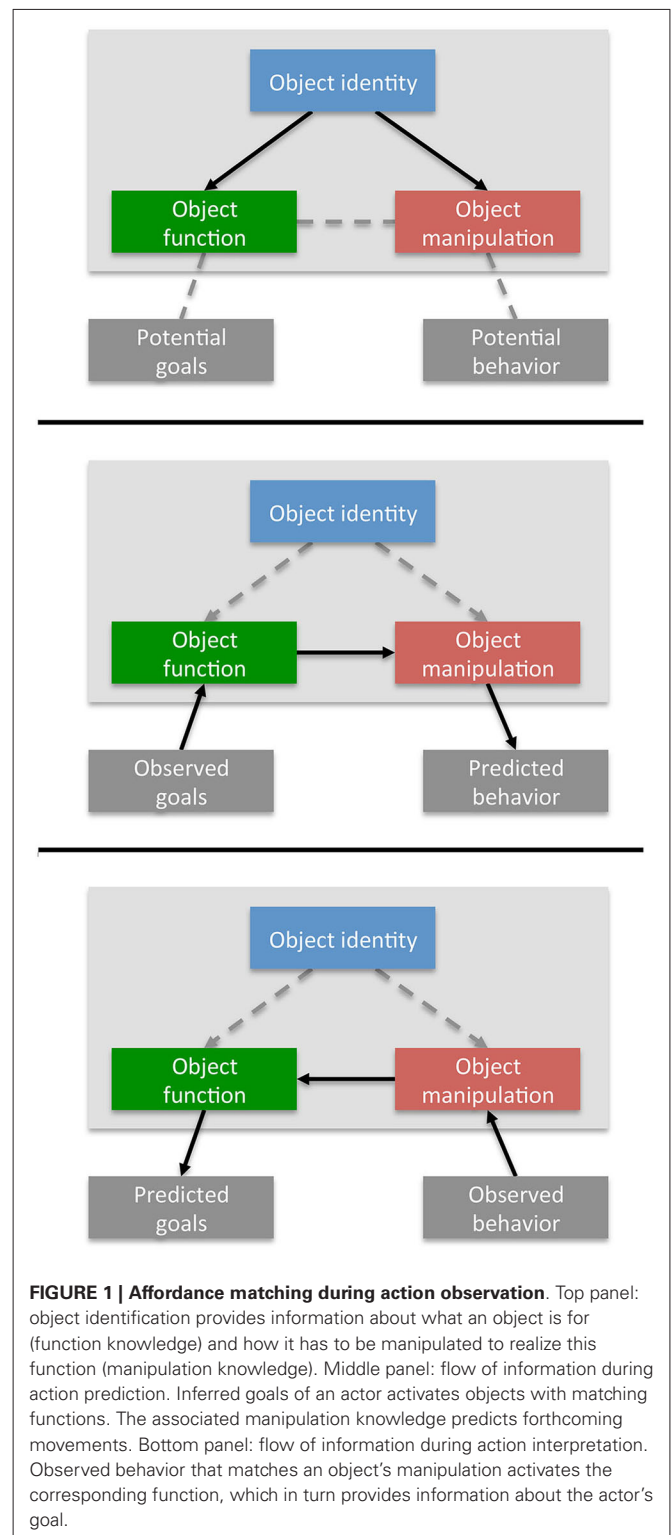 Object identity
Object
function
Object
manipulation
Potential
goals
Potential
behavior
Object identity
Object
function
Object
manipulation
Observed
goals
Predicted
behavior
Object identity
Object
function
Object
manipulation
Predicted
goals
Observed
behavior
FIGURE 1 | Affordance matching during action observation. Top panel:
object identification provides information about what an object is for
(function knowledge) and how it has to be manipulated to realize this
function (manipulation knowledge). Middle panel: flow of information during
action prediction. Inferred goals of an actor activates objects with matching
functions. The associated manipulation knowledge predicts forthcoming
movements. Bottom panel: flow of information during action interpretation.
Observed behavior that matches an object's manipulation activates the
corresponding function, which in turn provides information about the actor's
goal.